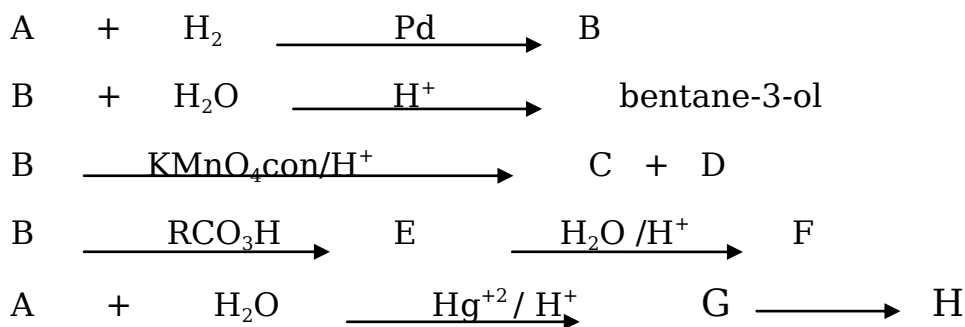 A + H₂ Pd B
B + H₂O H⁺ bentane-3-ol
B KMnO₄con/H⁺ C + D
B RCO₃H E H₂O /H⁺ F
A + H₂O Hg⁺² / H⁺ G H